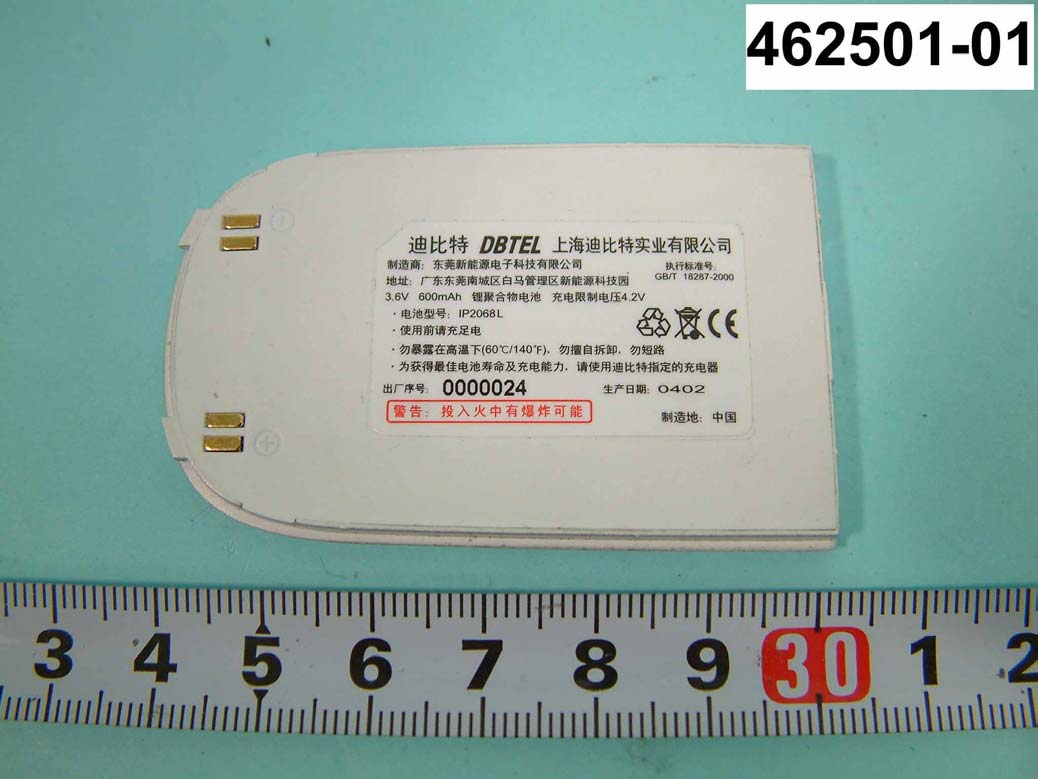 462501-01
迪比特 DBTEL 上海迪比特实业有限公司
制造商：东莞新能源电子科技有限公司
执行标准号:
地址：广东东莞南城区白马管理区新能源科技园
GB/T 18287-2000
3.6V 600mAh 锂聚合物电池 充电限制电压4.2V
·电池型号：IP2068L
·使用前请充足电
·勿暴露在高温下(60℃/140℉)，勿擅自拆卸，勿短路
·为获得最佳电池寿命及充电能力，请使用迪比特指定的充电器
出厂序号: 0000024 生产日期: 0402
警告：投入火中有爆炸可能
制造地：中国
3 4 5 6 7 8 9 30 1 2